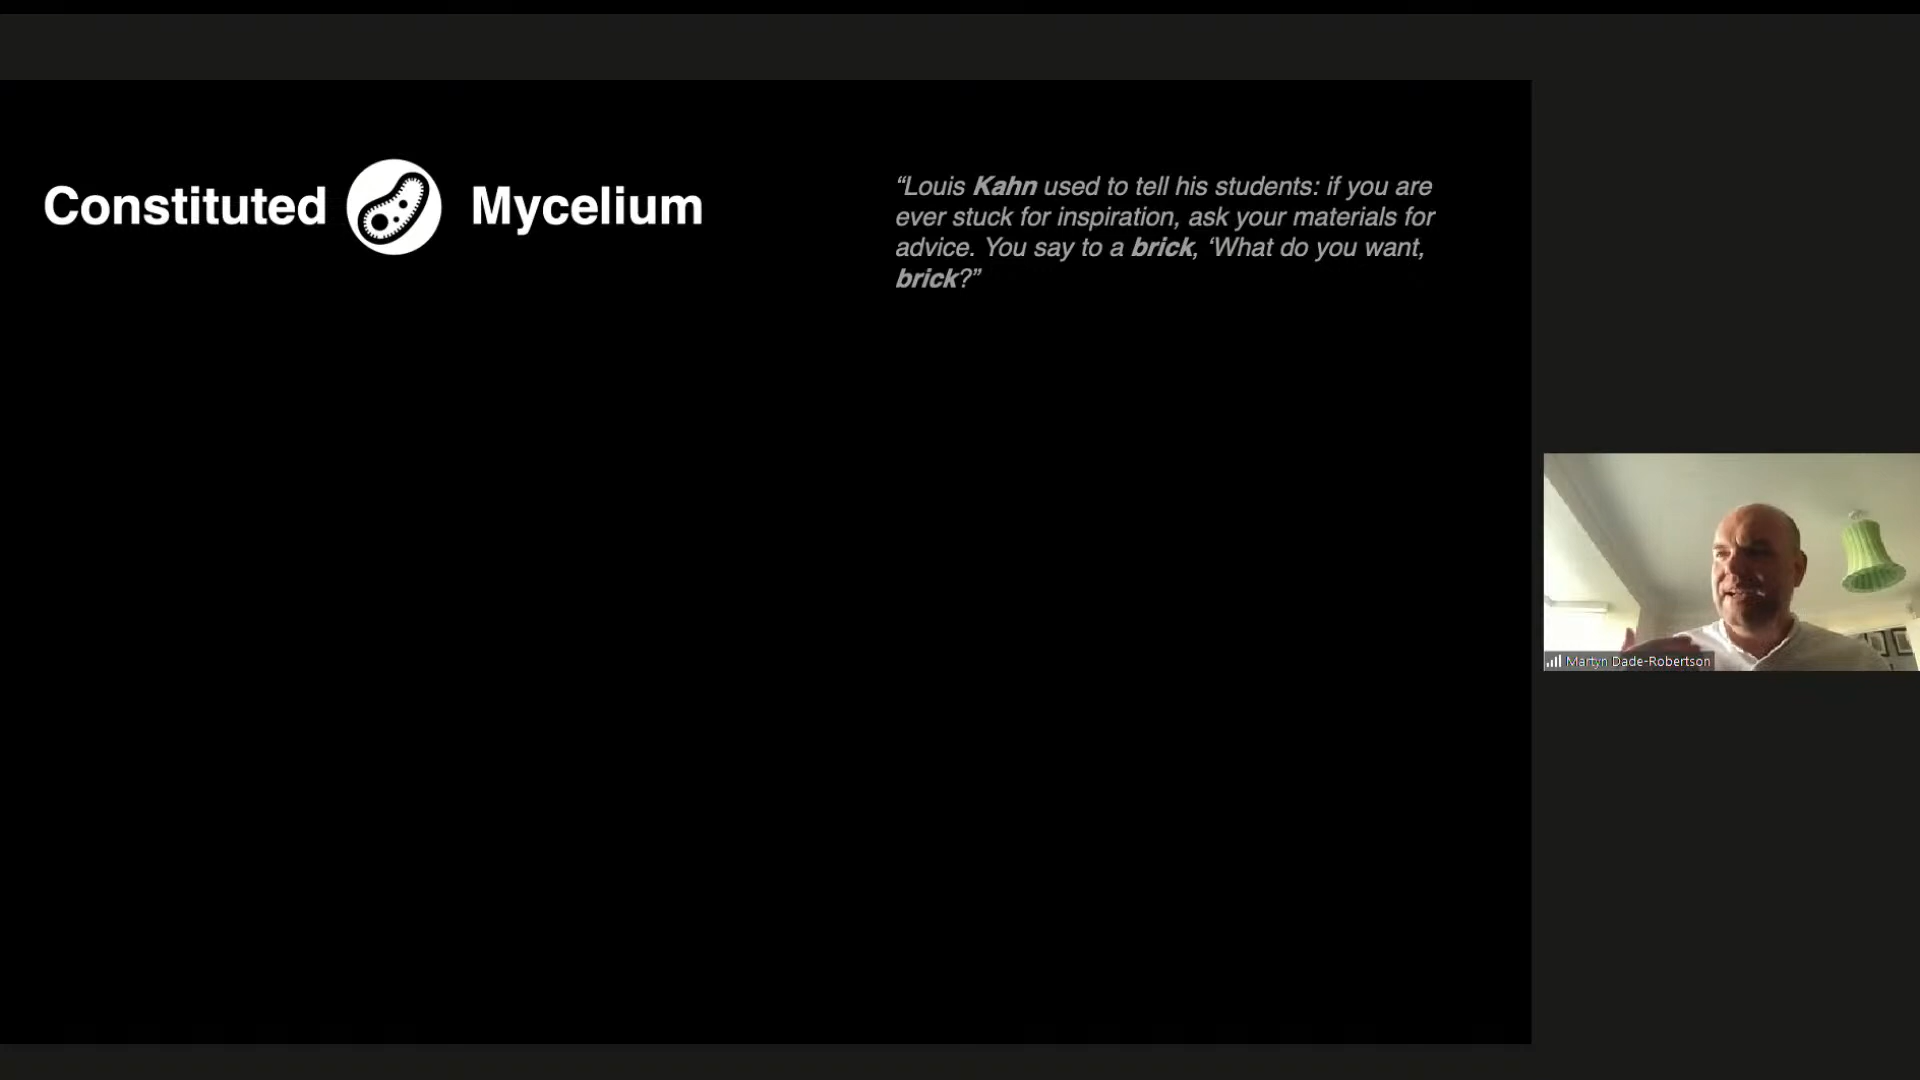 Constituted Mycelium
“Louis Kahn used to tell his students: if you are
ever stuck for inspiration, ask your materials for
advice. You say to a brick, ‘What do you want,
brick?”
Martyn Dade-Robertson